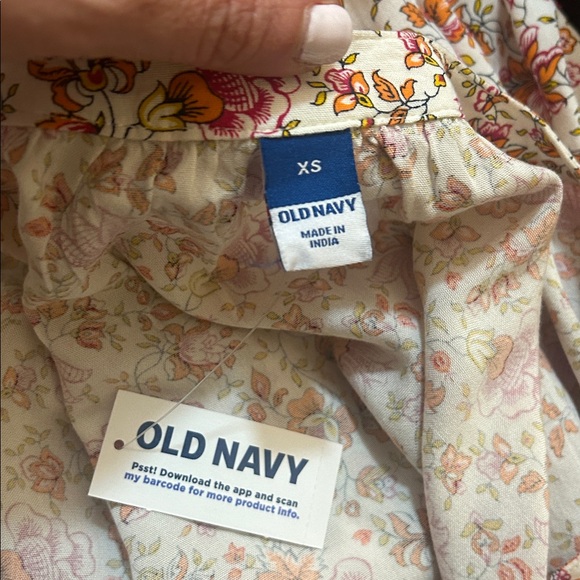 XS
OLD NAVY
MADE IN
INDIA
OLD NAVY
Psst! Download the app and scan
my barcode for more product info.